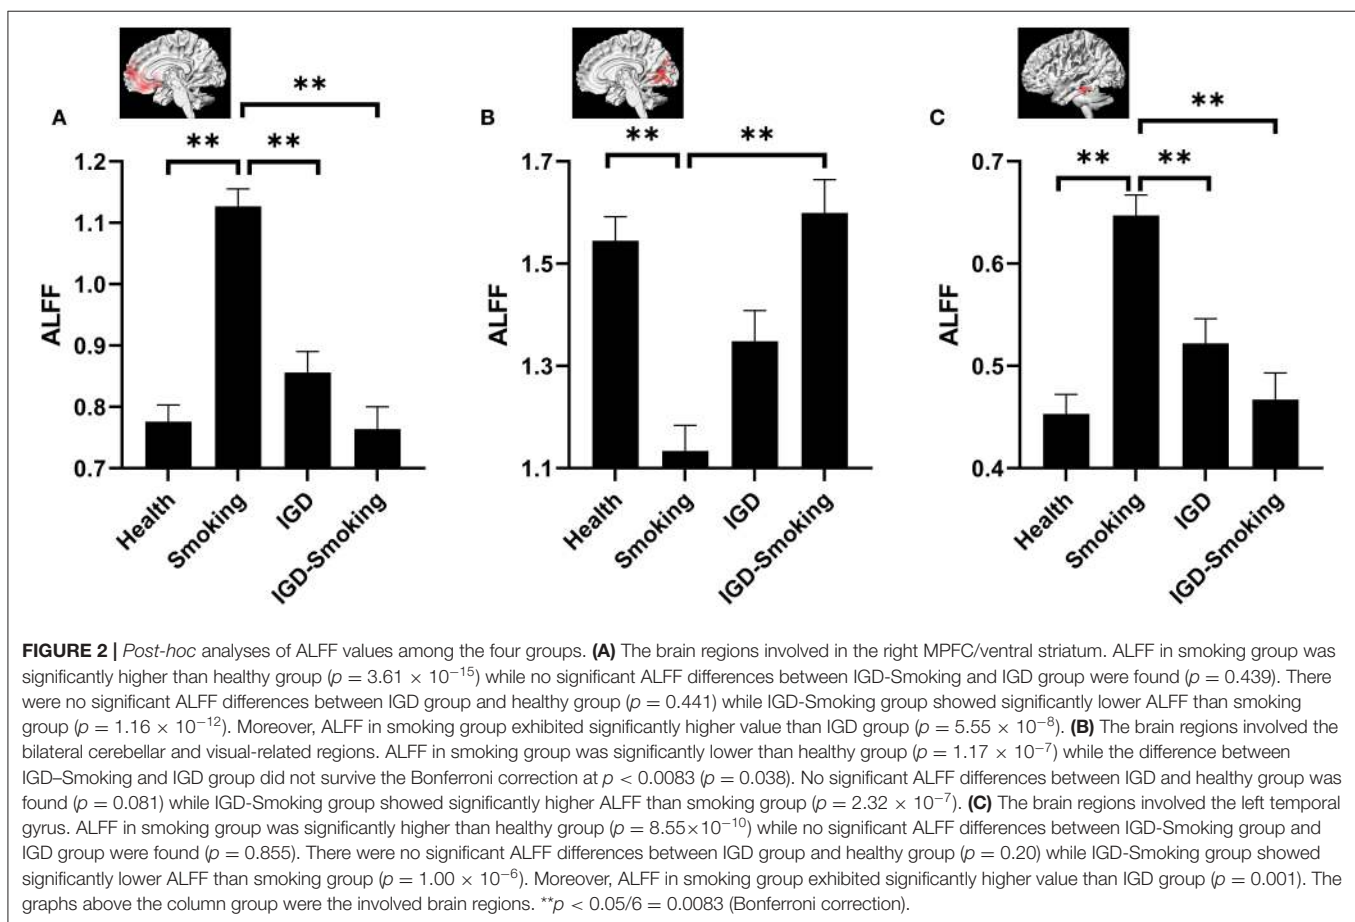 **
**
**
A
B
C
** **
**
** **
1.2
1.1
1.0
0.9
0.8
0.7
ALFF
Health
Smoking
IGD
IGD-Smoking
1.7
1.5
1.3
1.1
ALFF
Health
Smoking
IGD
IGD-Smoking
0.7
0.6
0.5
0.4
ALFF
Health
Smoking
IGD
IGD-Smoking
FIGURE 2 | Post-hoc analyses of ALFF values among the four groups. (A) The brain regions involved in the right MPFC/ventral striatum. ALFF in smoking group was
significantly higher than healthy group (p = 3.61 × 10⁻¹⁵) while no significant ALFF differences between IGD-Smoking and IGD group were found (p = 0.439). There
were no significant ALFF differences between IGD group and healthy group (p = 0.441) while IGD-Smoking group showed significantly lower ALFF than smoking
group (p = 1.16 × 10⁻¹²). Moreover, ALFF in smoking group exhibited significantly higher value than IGD group (p = 5.55 × 10⁻⁸). (B) The brain regions involved the
bilateral cerebellar and visual-related regions. ALFF in smoking group was significantly lower than healthy group (p = 1.17 × 10⁻⁷) while the difference between
IGD–Smoking and IGD group did not survive the Bonferroni correction at p < 0.0083 (p = 0.038). No significant ALFF differences between IGD and healthy group was
found (p = 0.081) while IGD-Smoking group showed significantly higher ALFF than smoking group (p = 2.32 × 10⁻⁷). (C) The brain regions involved the left temporal
gyrus. ALFF in smoking group was significantly higher than healthy group (p = 8.55×10⁻¹⁰) while no significant ALFF differences between IGD-Smoking group and
IGD group were found (p = 0.855). There were no significant ALFF differences between IGD group and healthy group (p = 0.20) while IGD-Smoking group showed
significantly lower ALFF than smoking group (p = 1.00 × 10⁻⁶). Moreover, ALFF in smoking group exhibited significantly higher value than IGD group (p = 0.001). The
graphs above the column group were the involved brain regions. **p < 0.05/6 = 0.0083 (Bonferroni correction).